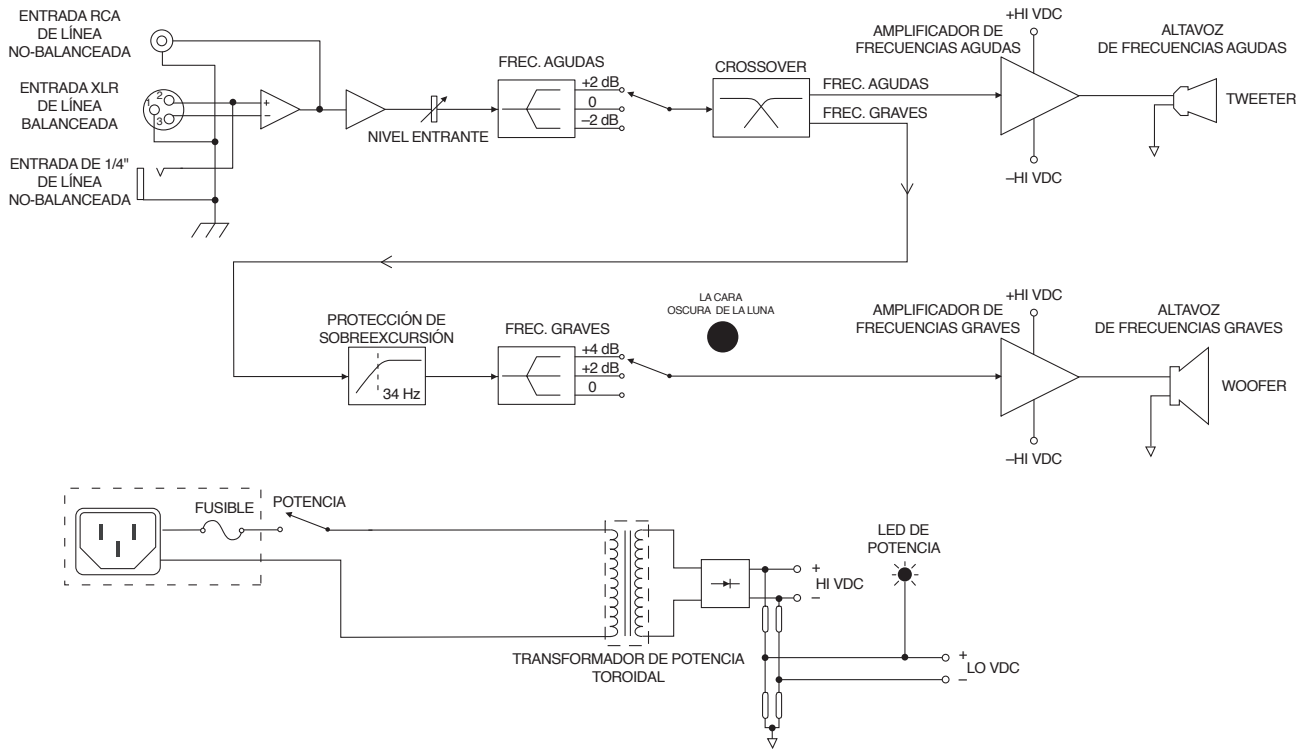 ENTRADA RCA
DE LÍNEA
NO-BALANCEADA
ENTRADA XLR
DE LÍNEA
BALANCEADA
1
2
3
+
–
ENTRADA DE 1/4"
DE LÍNEA
NO-BALANCEADA
NIVEL ENTRANTE
FREC. AGUDAS
+2 dB
0
–2 dB
CROSSOVER
FREC. AGUDAS
FREC. GRAVES
AMPLIFICADOR DE
FRECUENCIAS AGUDAS
+HI VDC
–HI VDC
ALTAVOZ
DE FRECUENCIAS AGUDAS
TWEETER
PROTECCIÓN DE
SOBREEXCURSIÓN
34 Hz
FREC. GRAVES
+4 dB
+2 dB
0
LA CARA
OSCURA DE LA LUNA
AMPLIFICADOR DE
FRECUENCIAS GRAVES
+HI VDC
–HI VDC
ALTAVOZ
DE FRECUENCIAS GRAVES
WOOFER
FUSIBLE
POTENCIA
TRANSFORMADOR DE POTENCIA
TOROIDAL
+
HI VDC
–
LED DE
POTENCIA
+
LO VDC
–